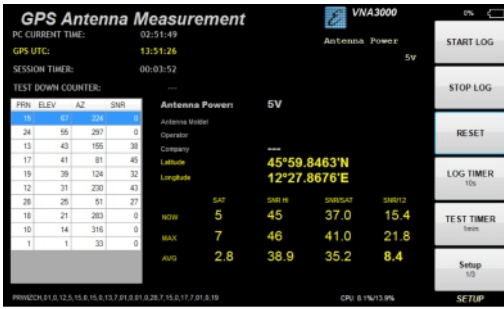 GPS Antenna Measurement
VNA3000
0%
PC CURRENT TIME: 02:51:49
Antenna Power
GPS UTC: 13:51:26
5V
SESSION TIMER: 00:03:52
TEST DOWN COUNTER: ---
PRN ELEV AZ SNR
15 67 224 0
24 55 297 0
13 43 155 38
17 41 81 45
19 39 124 32
12 31 230 43
28 25 51 27
18 21 283 0
10 14 316 0
1 1 33 0
Antenna Power: 5V
Antenna Moldel
Operator
Company ---
Latitude 45°59.8463'N
Longitude 12°27.8676'E
SAT SNR HI SNR/SAT SNR/12
NOW 5 45 37.0 15.4
MAX 7 46 41.0 21.8
AVG 2.8 38.9 35.2 8.4
CPU: 8.1%/13.9%
START LOG
STOP LOG
RESET
LOG TIMER
10s
TEST TIMER
1min
Setup
1/3
SETUP